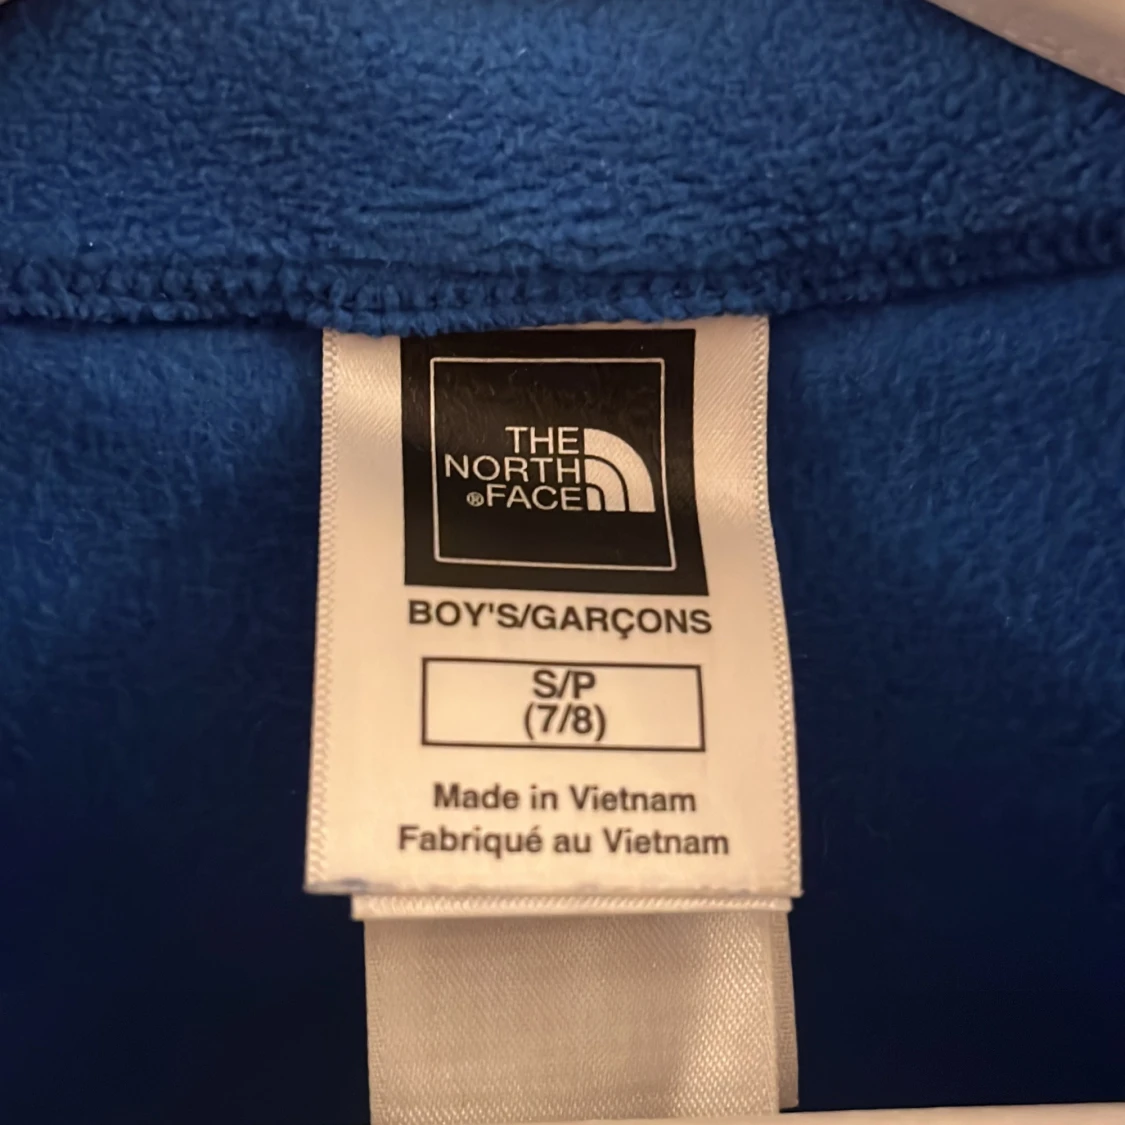 THE
NORTH
®FACE
BOY'S/GARÇONS
S/P
(7/8)
Made in Vietnam
Fabriqué au Vietnam